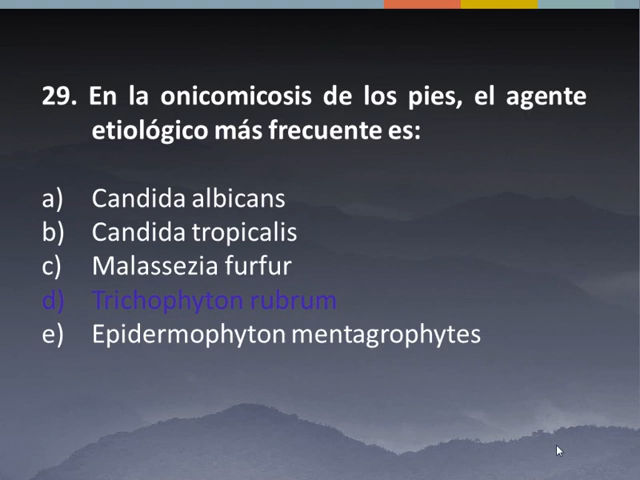 29. En la onicomicosis de los pies, el agente
etiológico más frecuente es:
a) Candida albicans
b) Candida tropicalis
c) Malassezia furfur
d) Trichophyton rubrum
e) Epidermophyton mentagrophytes